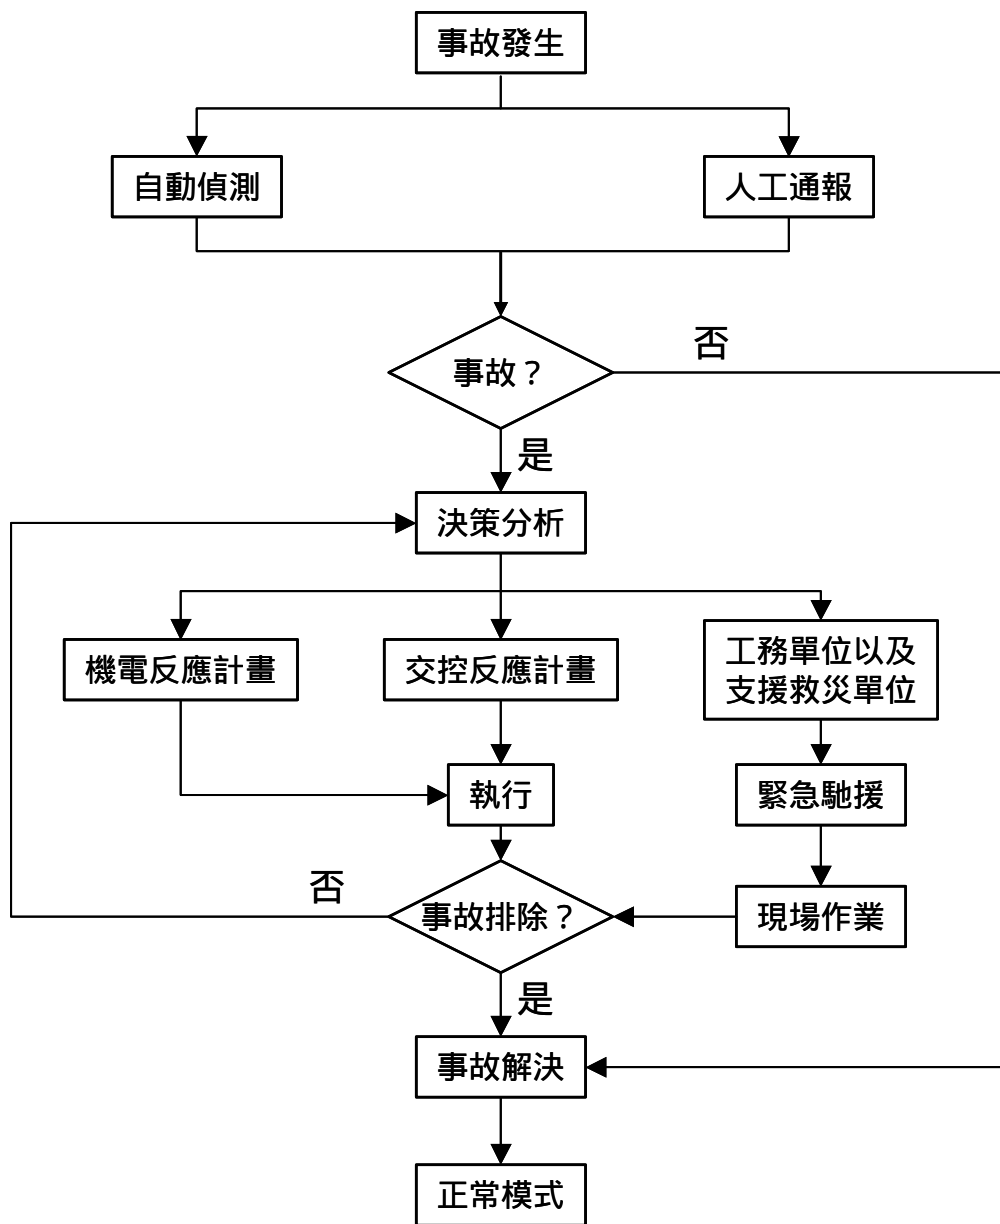 事故發生
自動偵測
人工通報
事故？
否
是
決策分析
機電反應計畫
交控反應計畫
工務單位以及
支援救災單位
執行
緊急馳援
否
事故排除？
現場作業
是
事故解決
正常模式